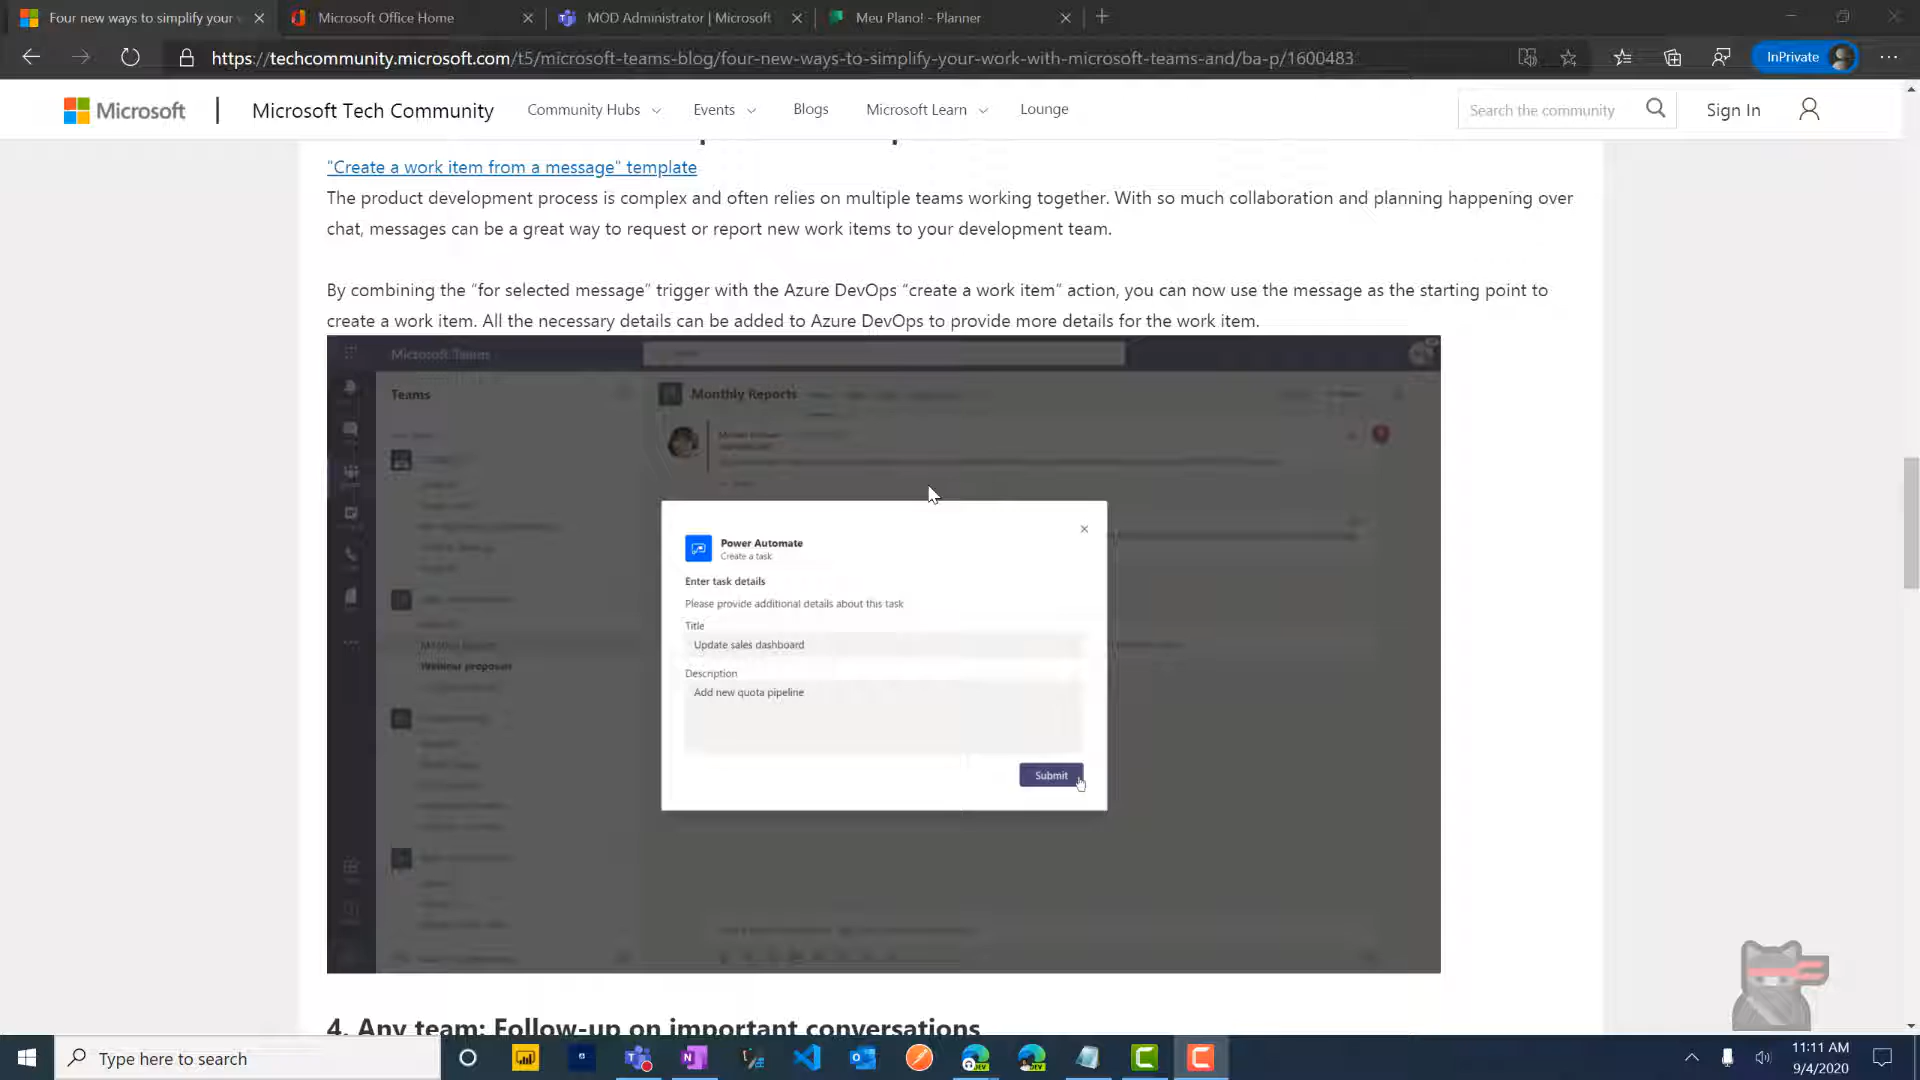 Four new ways to simplify your
Microsoft Office Home
MOD Administrator | Microsoft
Meu Plano! - Planner
https://techcommunity.microsoft.com/t5/microsoft-teams-blog/four-new-ways-to-simplify-your-work-with-microsoft-teams-and/ba-p/1600483
InPrivate
Microsoft
Microsoft Tech Community
Community Hubs
Events
Blogs
Microsoft Learn
Lounge
Search the community
Sign In
"Create a work item from a message" template
The product development process is complex and often relies on multiple teams working together. With so much collaboration and planning happening over
chat, messages can be a great way to request or report new work items to your development team.
By combining the “for selected message” trigger with the Azure DevOps “create a work item” action, you can now use the message as the starting point to
create a work item. All the necessary details can be added to Azure DevOps to provide more details for the work item.
Microsoft Teams
Teams
Monthly Reports
Webinar proposals
Power Automate
Create a task
Enter task details
Please provide additional details about this task
Title
Update sales dashboard
Description
Add new quota pipeline
Submit
4. Any team: Follow-up on important conversations
Type here to search
11:11 AM
9/4/2020